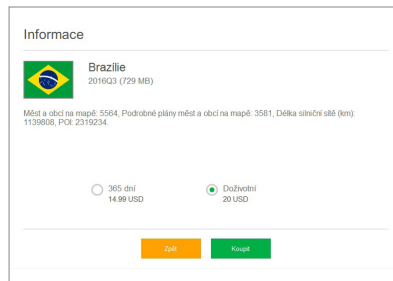 Informace
Brazílie
2016Q3 (729 MB)
Měst a obcí na mapě: 5564, Podrobné plány měst a obcí na mapě: 3581, Délka silniční sítě (km):
1139808, POI: 2319234.
365 dní
14.99 USD
Doživotní
20 USD
Zpět
Koupit